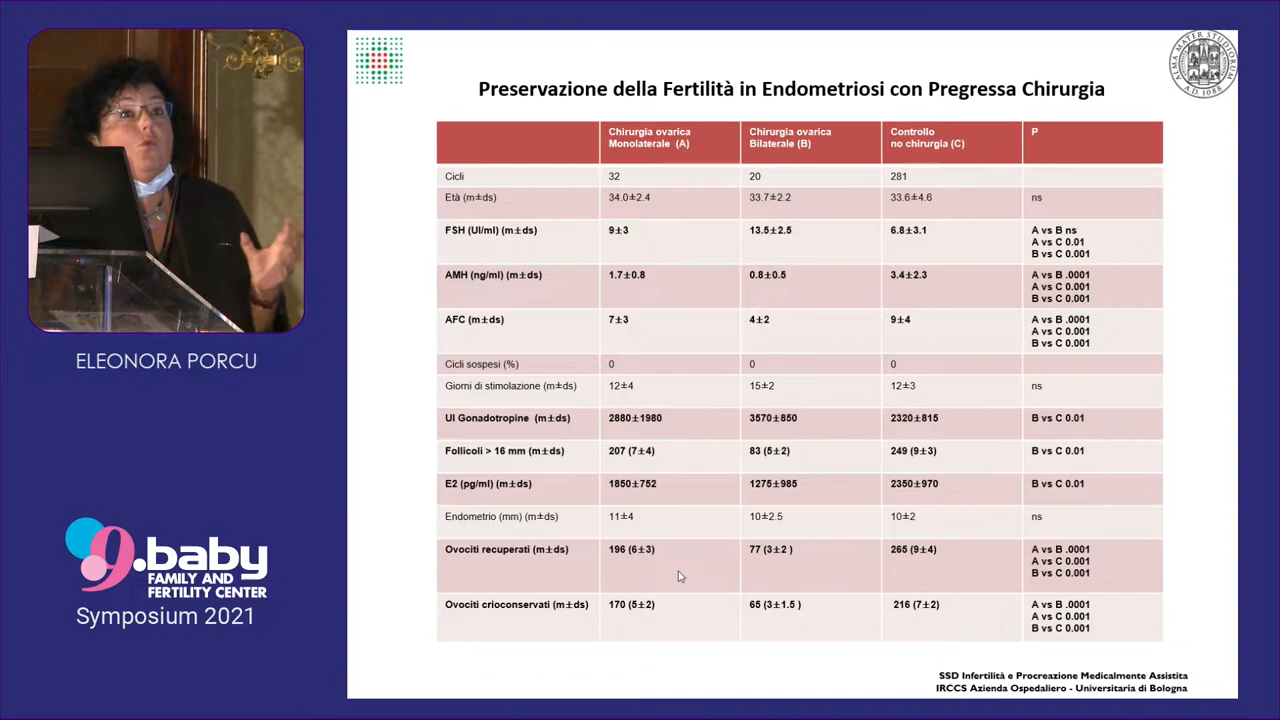 Preservazione della Fertilità in Endometriosi con Pregressa Chirurgia
ALMA MATER STUDIORUM
A.D. 1088
Chirurgia ovarica Monolaterale (A) Chirurgia ovarica Bilaterale (B) Controllo no chirurgia (C) P
Cicli 32 20 281
Età (m±ds) 34.0±2.4 33.7±2.2 33.6±4.6 ns
FSH (UI/ml) (m±ds) 9±3 13.5±2.5 6.8±3.1 A vs B ns
A vs C 0.01
B vs C 0.001
AMH (ng/ml) (m±ds) 1.7±0.8 0.8±0.5 3.4±2.3 A vs B .0001
A vs C 0.001
B vs C 0.001
AFC (m±ds) 7±3 4±2 9±4 A vs B .0001
A vs C 0.001
B vs C 0.001
Cicli sospesi (%) 0 0 0
Giorni di stimolazione (m±ds) 12±4 15±2 12±3 ns
UI Gonadotropine (m±ds) 2880±1980 3570±850 2320±815 B vs C 0.01
Follicoli > 16 mm (m±ds) 207 (7±4) 83 (5±2) 249 (9±3) B vs C 0.01
E2 (pg/ml) (m±ds) 1850±752 1275±985 2350±970 B vs C 0.01
Endometrio (mm) (m±ds) 11±4 10±2.5 10±2 ns
Ovociti recuperati (m±ds) 196 (6±3) 77 (3±2 ) 265 (9±4) A vs B .0001
A vs C 0.001
B vs C 0.001
Ovociti crioconservati (m±ds) 170 (5±2) 65 (3±1.5 ) 216 (7±2) A vs B .0001
A vs C 0.001
B vs C 0.001
SSD Infertilità e Procreazione Medicalmente Assistita
IRCCS Azienda Ospedaliero - Universitaria di Bologna
ELEONORA PORCU
9.baby
FAMILY AND
FERTILITY CENTER
Symposium 2021